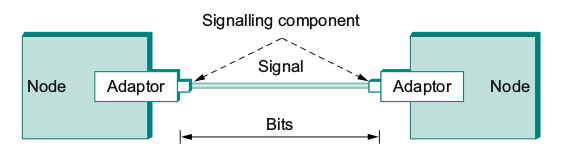 Signalling component
Signal
Node
Adaptor
Adaptor
Node
Bits